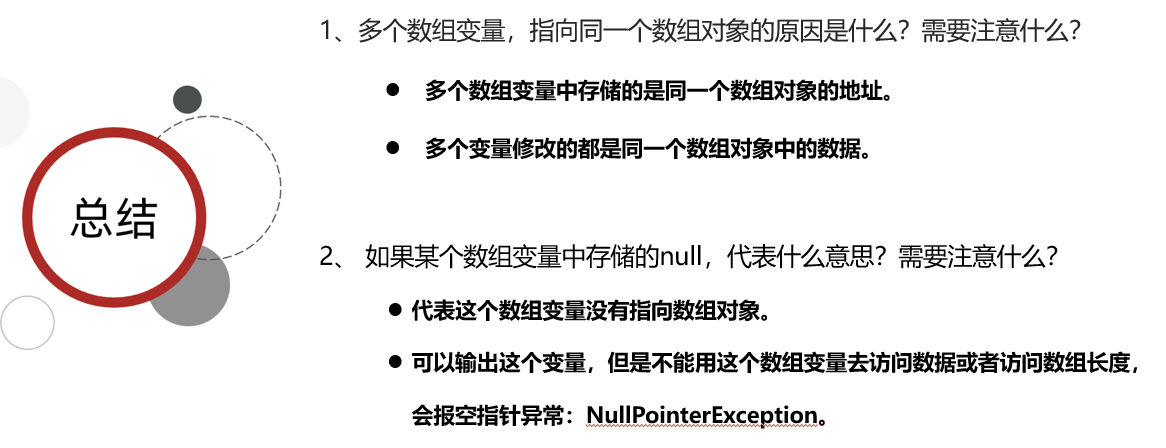 总结
1、多个数组变量，指向同一个数组对象的原因是什么？需要注意什么？
● 多个数组变量中存储的是同一个数组对象的地址。
● 多个变量修改的都是同一个数组对象中的数据。
2、 如果某个数组变量中存储的null，代表什么意思？需要注意什么？
● 代表这个数组变量没有指向数组对象。
● 可以输出这个变量，但是不能用这个数组变量去访问数据或者访问数组长度，
会报空指针异常：NullPointerException。